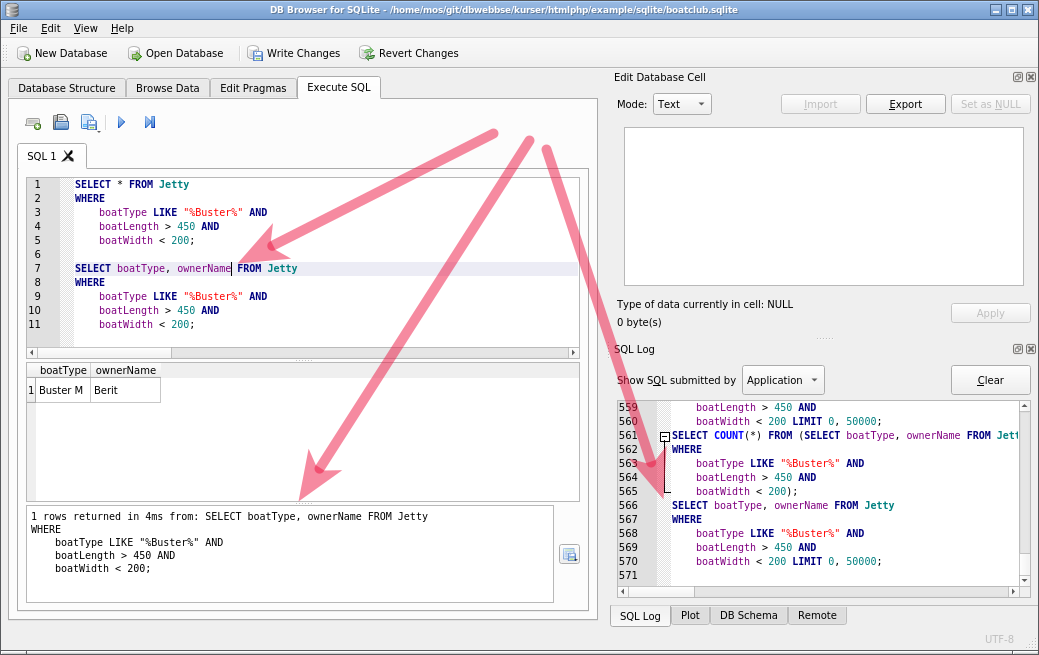 DB Browser for SQLite - /home/mos/git/dbwebbse/kurser/htmlphp/example/sqlite/boatclub.sqlite
File Edit View Help
New Database Open Database Write Changes Revert Changes
Database Structure Browse Data Edit Pragmas Execute SQL
SQL 1
1 SELECT * FROM Jetty
2 WHERE
3 boatType LIKE "%Buster%" AND
4 boatLength > 450 AND
5 boatWidth < 200;
6
7 SELECT boatType, ownerName FROM Jetty
8 WHERE
9 boatType LIKE "%Buster%" AND
10 boatLength > 450 AND
11 boatWidth < 200;
boatType ownerName
1 Buster M Berit
1 rows returned in 4ms from: SELECT boatType, ownerName FROM Jetty
WHERE
boatType LIKE "%Buster%" AND
boatLength > 450 AND
boatWidth < 200;
Edit Database Cell
Mode: Text Import Export Set as NULL
Type of data currently in cell: NULL
0 byte(s)
Apply
SQL Log
Show SQL submitted by Application Clear
559 boatLength > 450 AND
560 boatWidth < 200 LIMIT 0, 50000;
561 SELECT COUNT(*) FROM (SELECT boatType, ownerName FROM Jett
562 WHERE
563 boatType LIKE "%Buster%" AND
564 boatLength > 450 AND
565 boatWidth < 200);
566 SELECT boatType, ownerName FROM Jetty
567 WHERE
568 boatType LIKE "%Buster%" AND
569 boatLength > 450 AND
570 boatWidth < 200 LIMIT 0, 50000;
571
SQL Log Plot DB Schema Remote
UTF-8